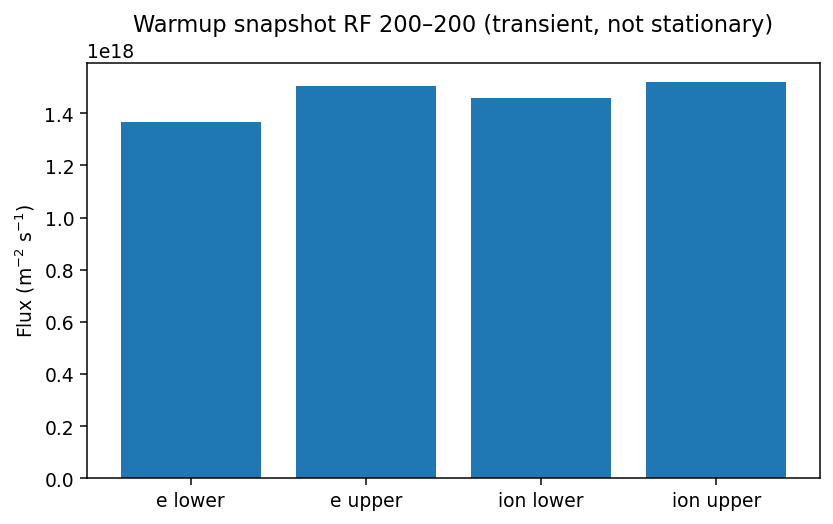 Warmup snapshot RF 200–200 (transient, not stationary)
1e18
1.4
1.2
1.0
0.8
0.6
0.4
0.2
0.0
Flux (m⁻² s⁻¹)
e lower
e upper
ion lower
ion upper